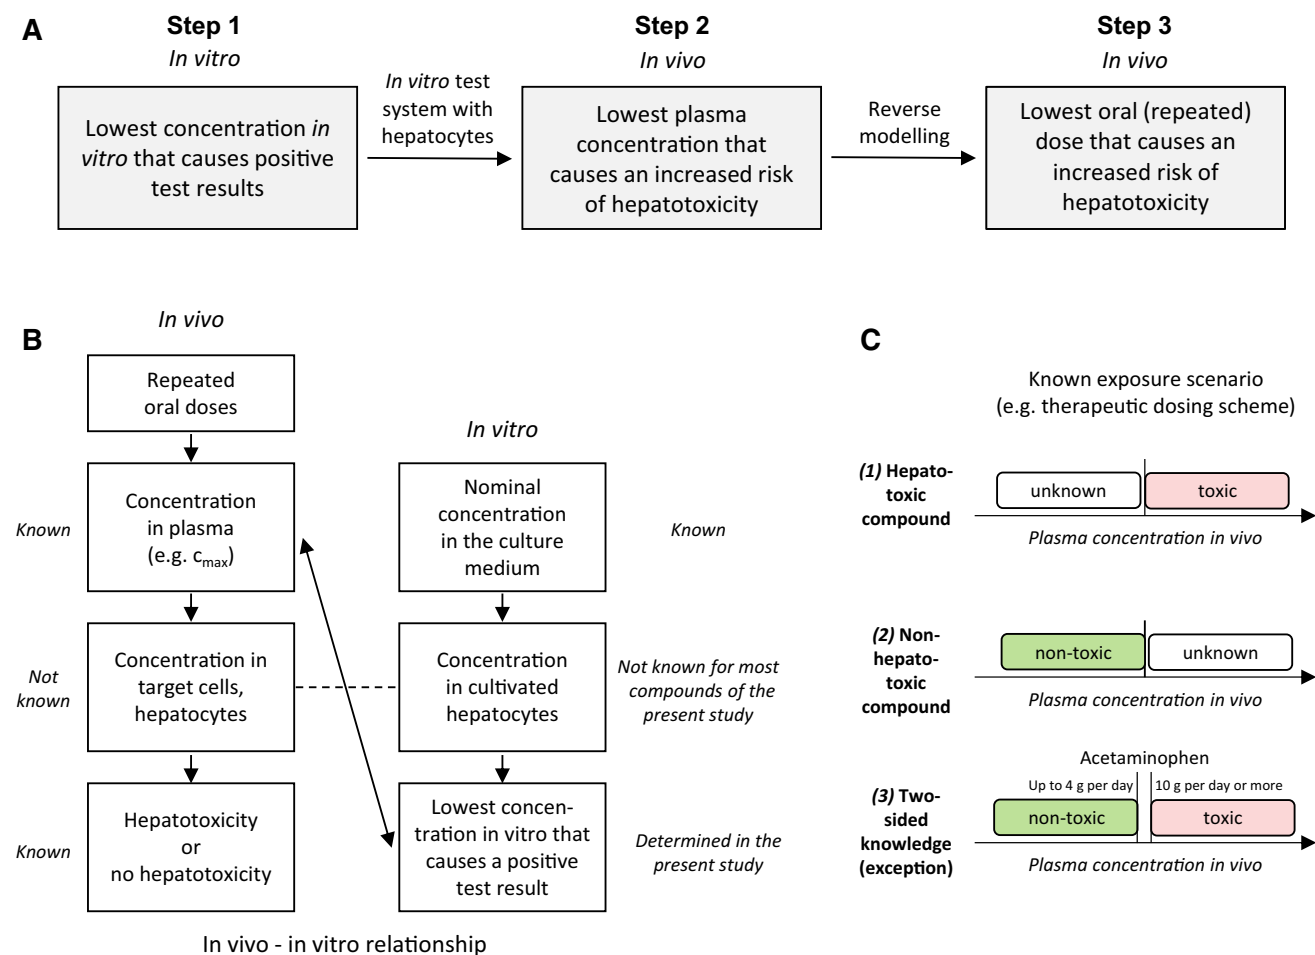 A
Step 1
In vitro
Lowest concentration in
vitro that causes positive
test results
In vitro test
system with
hepatocytes
Step 2
In vivo
Lowest plasma
concentration that
causes an increased risk
of hepatotoxicity
Reverse
modelling
Step 3
In vivo
Lowest oral (repeated)
dose that causes an
increased risk of
hepatotoxicity
B
In vivo
Repeated
oral doses
Known
Concentration
in plasma
(e.g. cmax)
Not
known
Concentration in
target cells,
hepatocytes
Known
Hepatotoxicity
or
no hepatotoxicity
In vitro
Nominal
concentration
in the culture
medium
Known
Concentration
in cultivated
hepatocytes
Not known for most
compounds of the
present study
Lowest concen-
tration in vitro that
causes a positive
test result
Determined in the
present study
In vivo - in vitro relationship
C
Known exposure scenario
(e.g. therapeutic dosing scheme)
(1) Hepato-
toxic
compound
unknown
toxic
Plasma concentration in vivo
(2) Non-
hepato-
toxic
compound
non-toxic
unknown
Plasma concentration in vivo
(3) Two-
sided
knowledge
(exception)
Acetaminophen
Up to 4 g per day
10 g per day or more
non-toxic
toxic
Plasma concentration in vivo